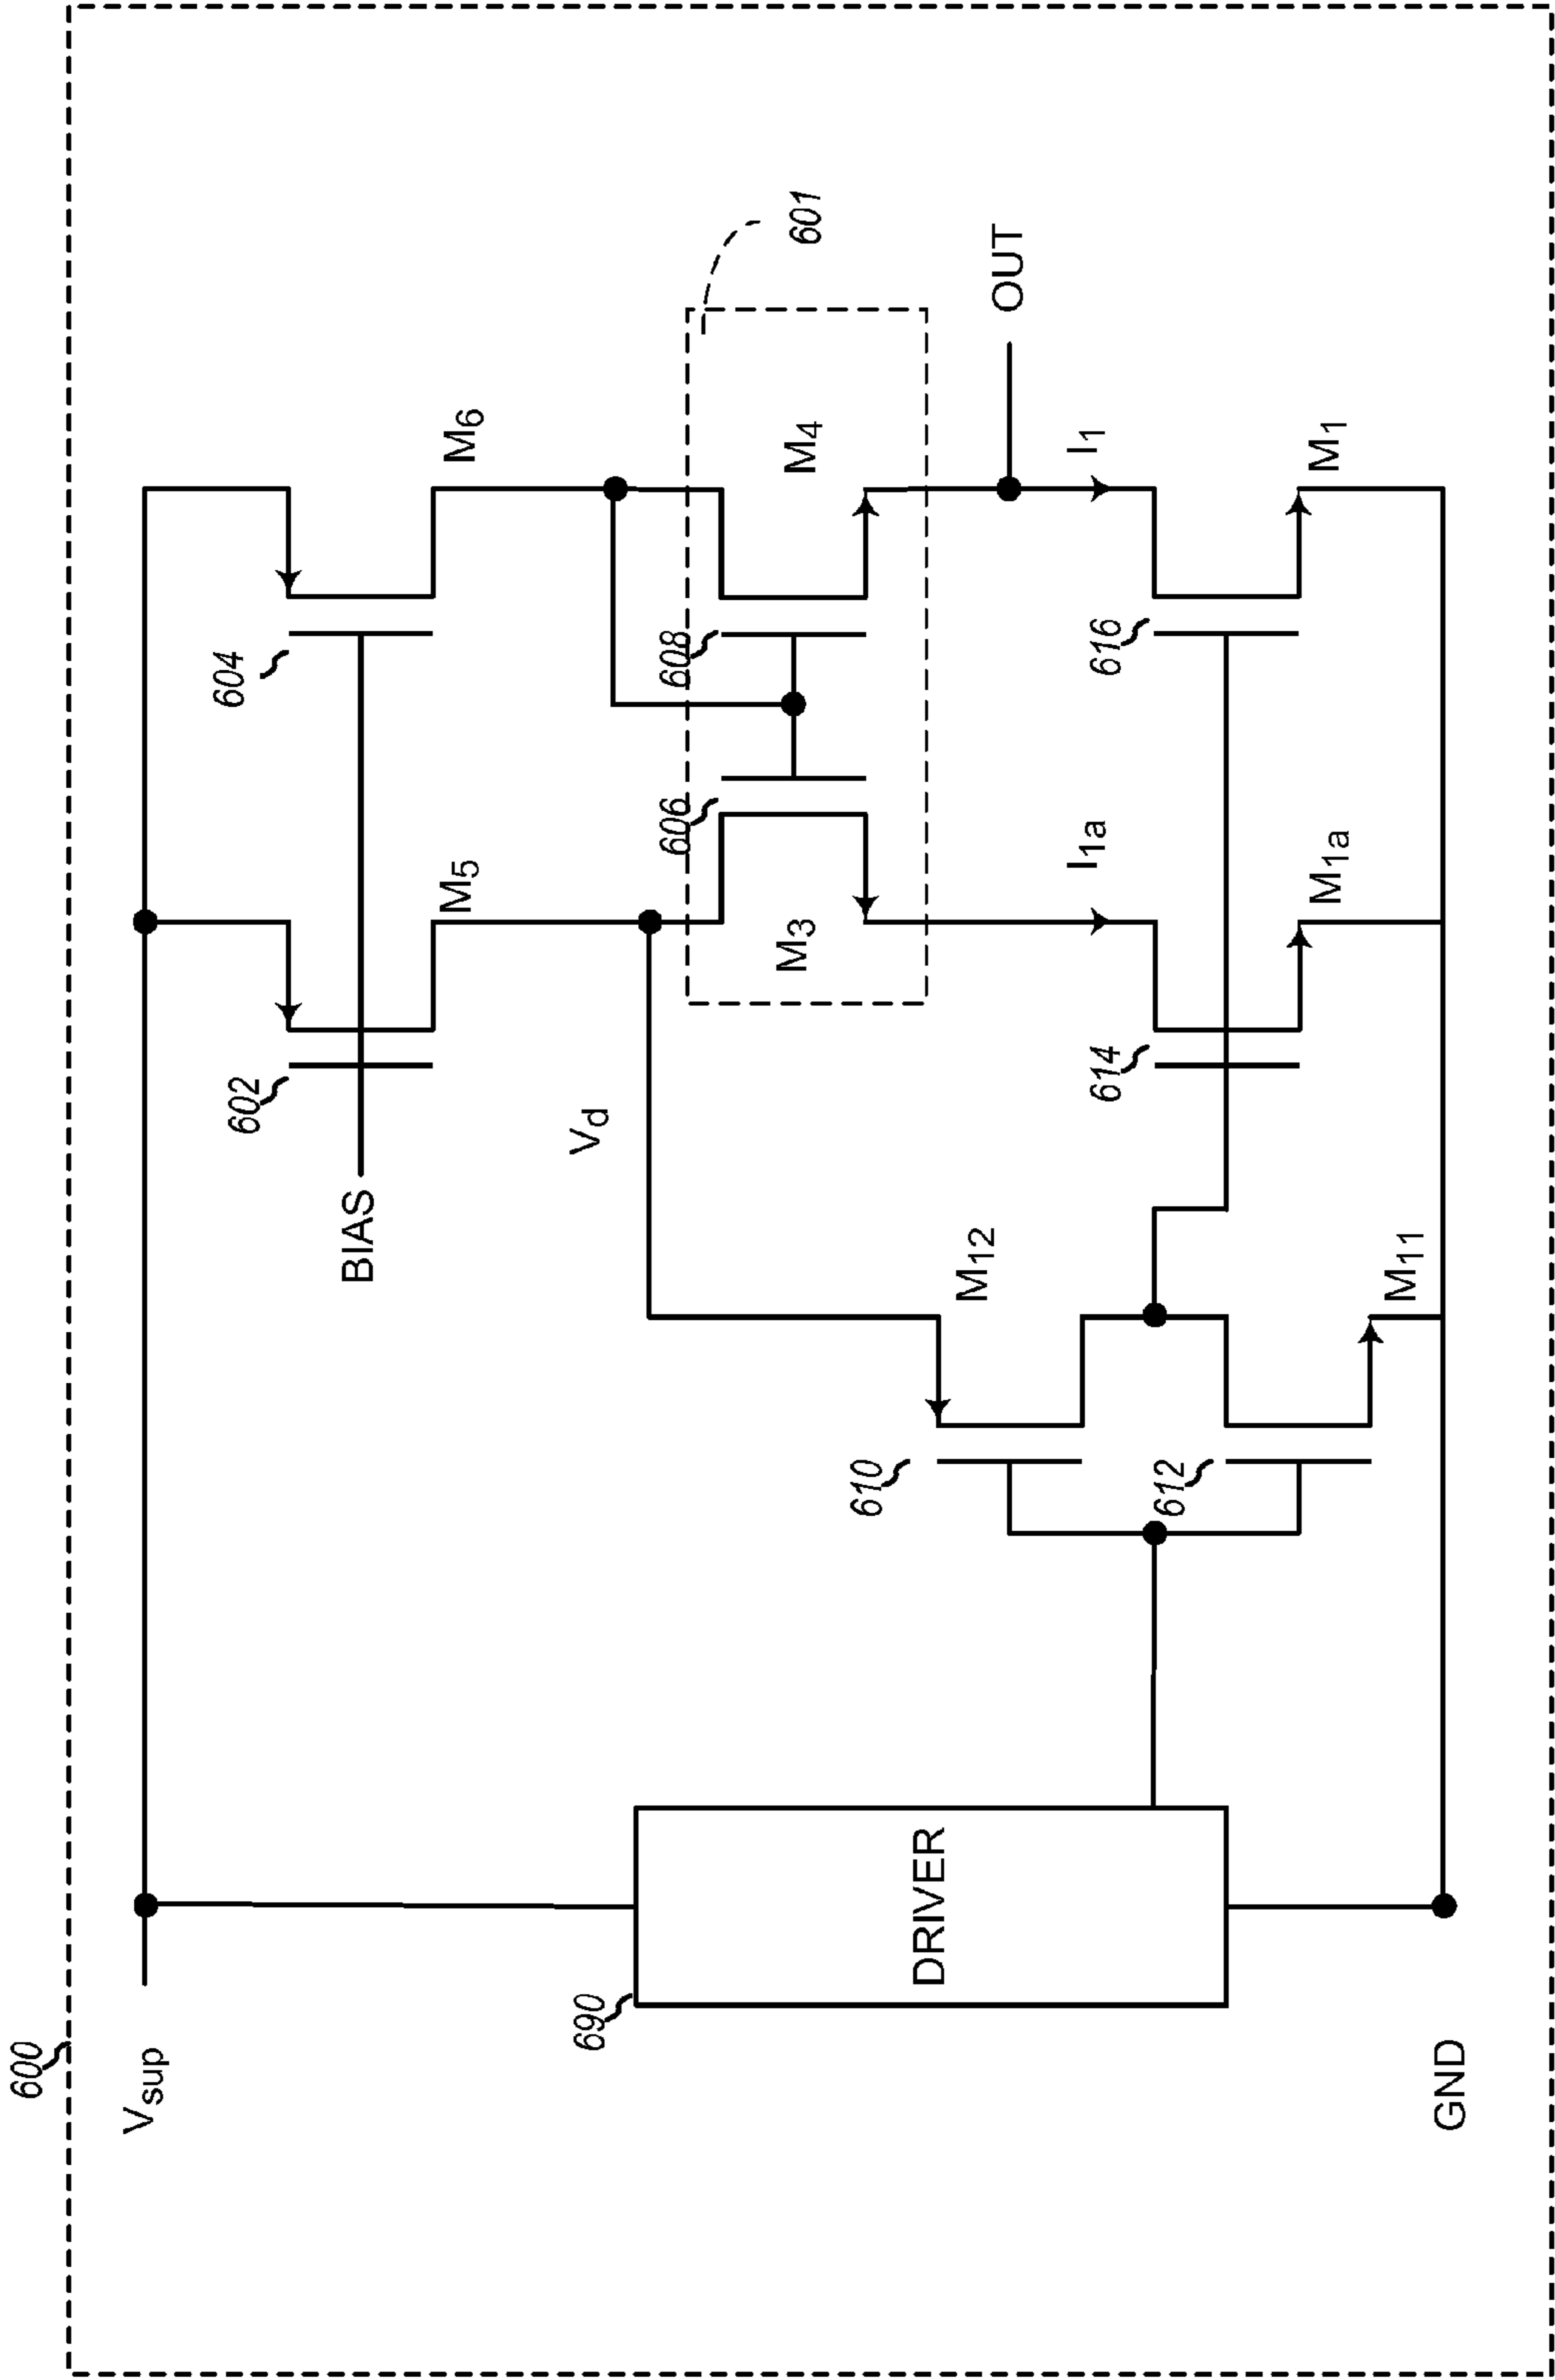 600
Vsup
690
DRIVER
GND
BIAS
602
M5
604
M6
Vd
601
606
M3
608
M4
OUT
610
M12
612
M11
I1a
614
M1a
I1
616
M1